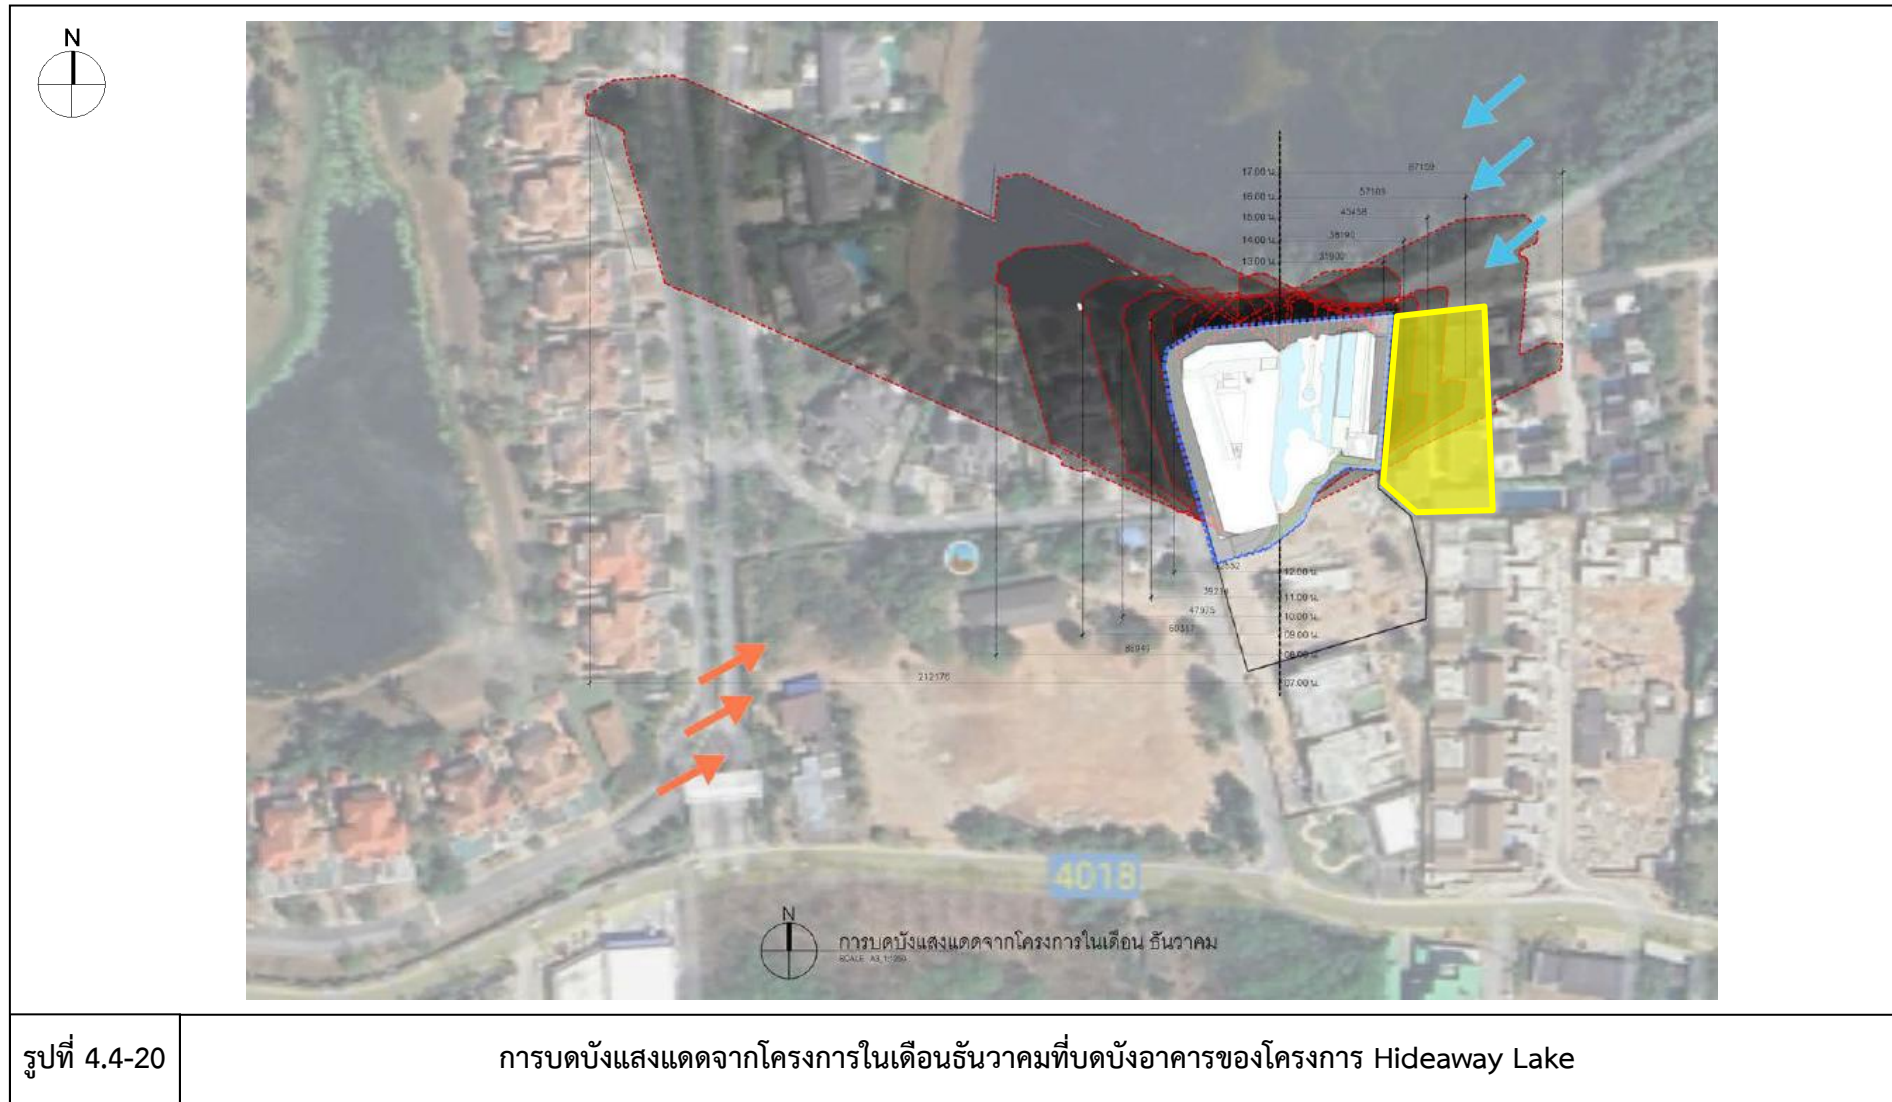 N
17.00 น.
67199
16.00 น.
57189
15.00 น.
14.00 น.
38190
13.00 น.
31900
12.00 น.
11.00 น.
47975
10.00 น.
09.00 น.
08.00 น.
07.00 น.
4018
N
การบดบังแสงแดดจากโครงการในเดือน ธันวาคม
รูปที่ 4.4-20
การบดบังแสงแดดจากโครงการในเดือนธันวาคมที่บดบังอาคารของโครงการ Hideaway Lake